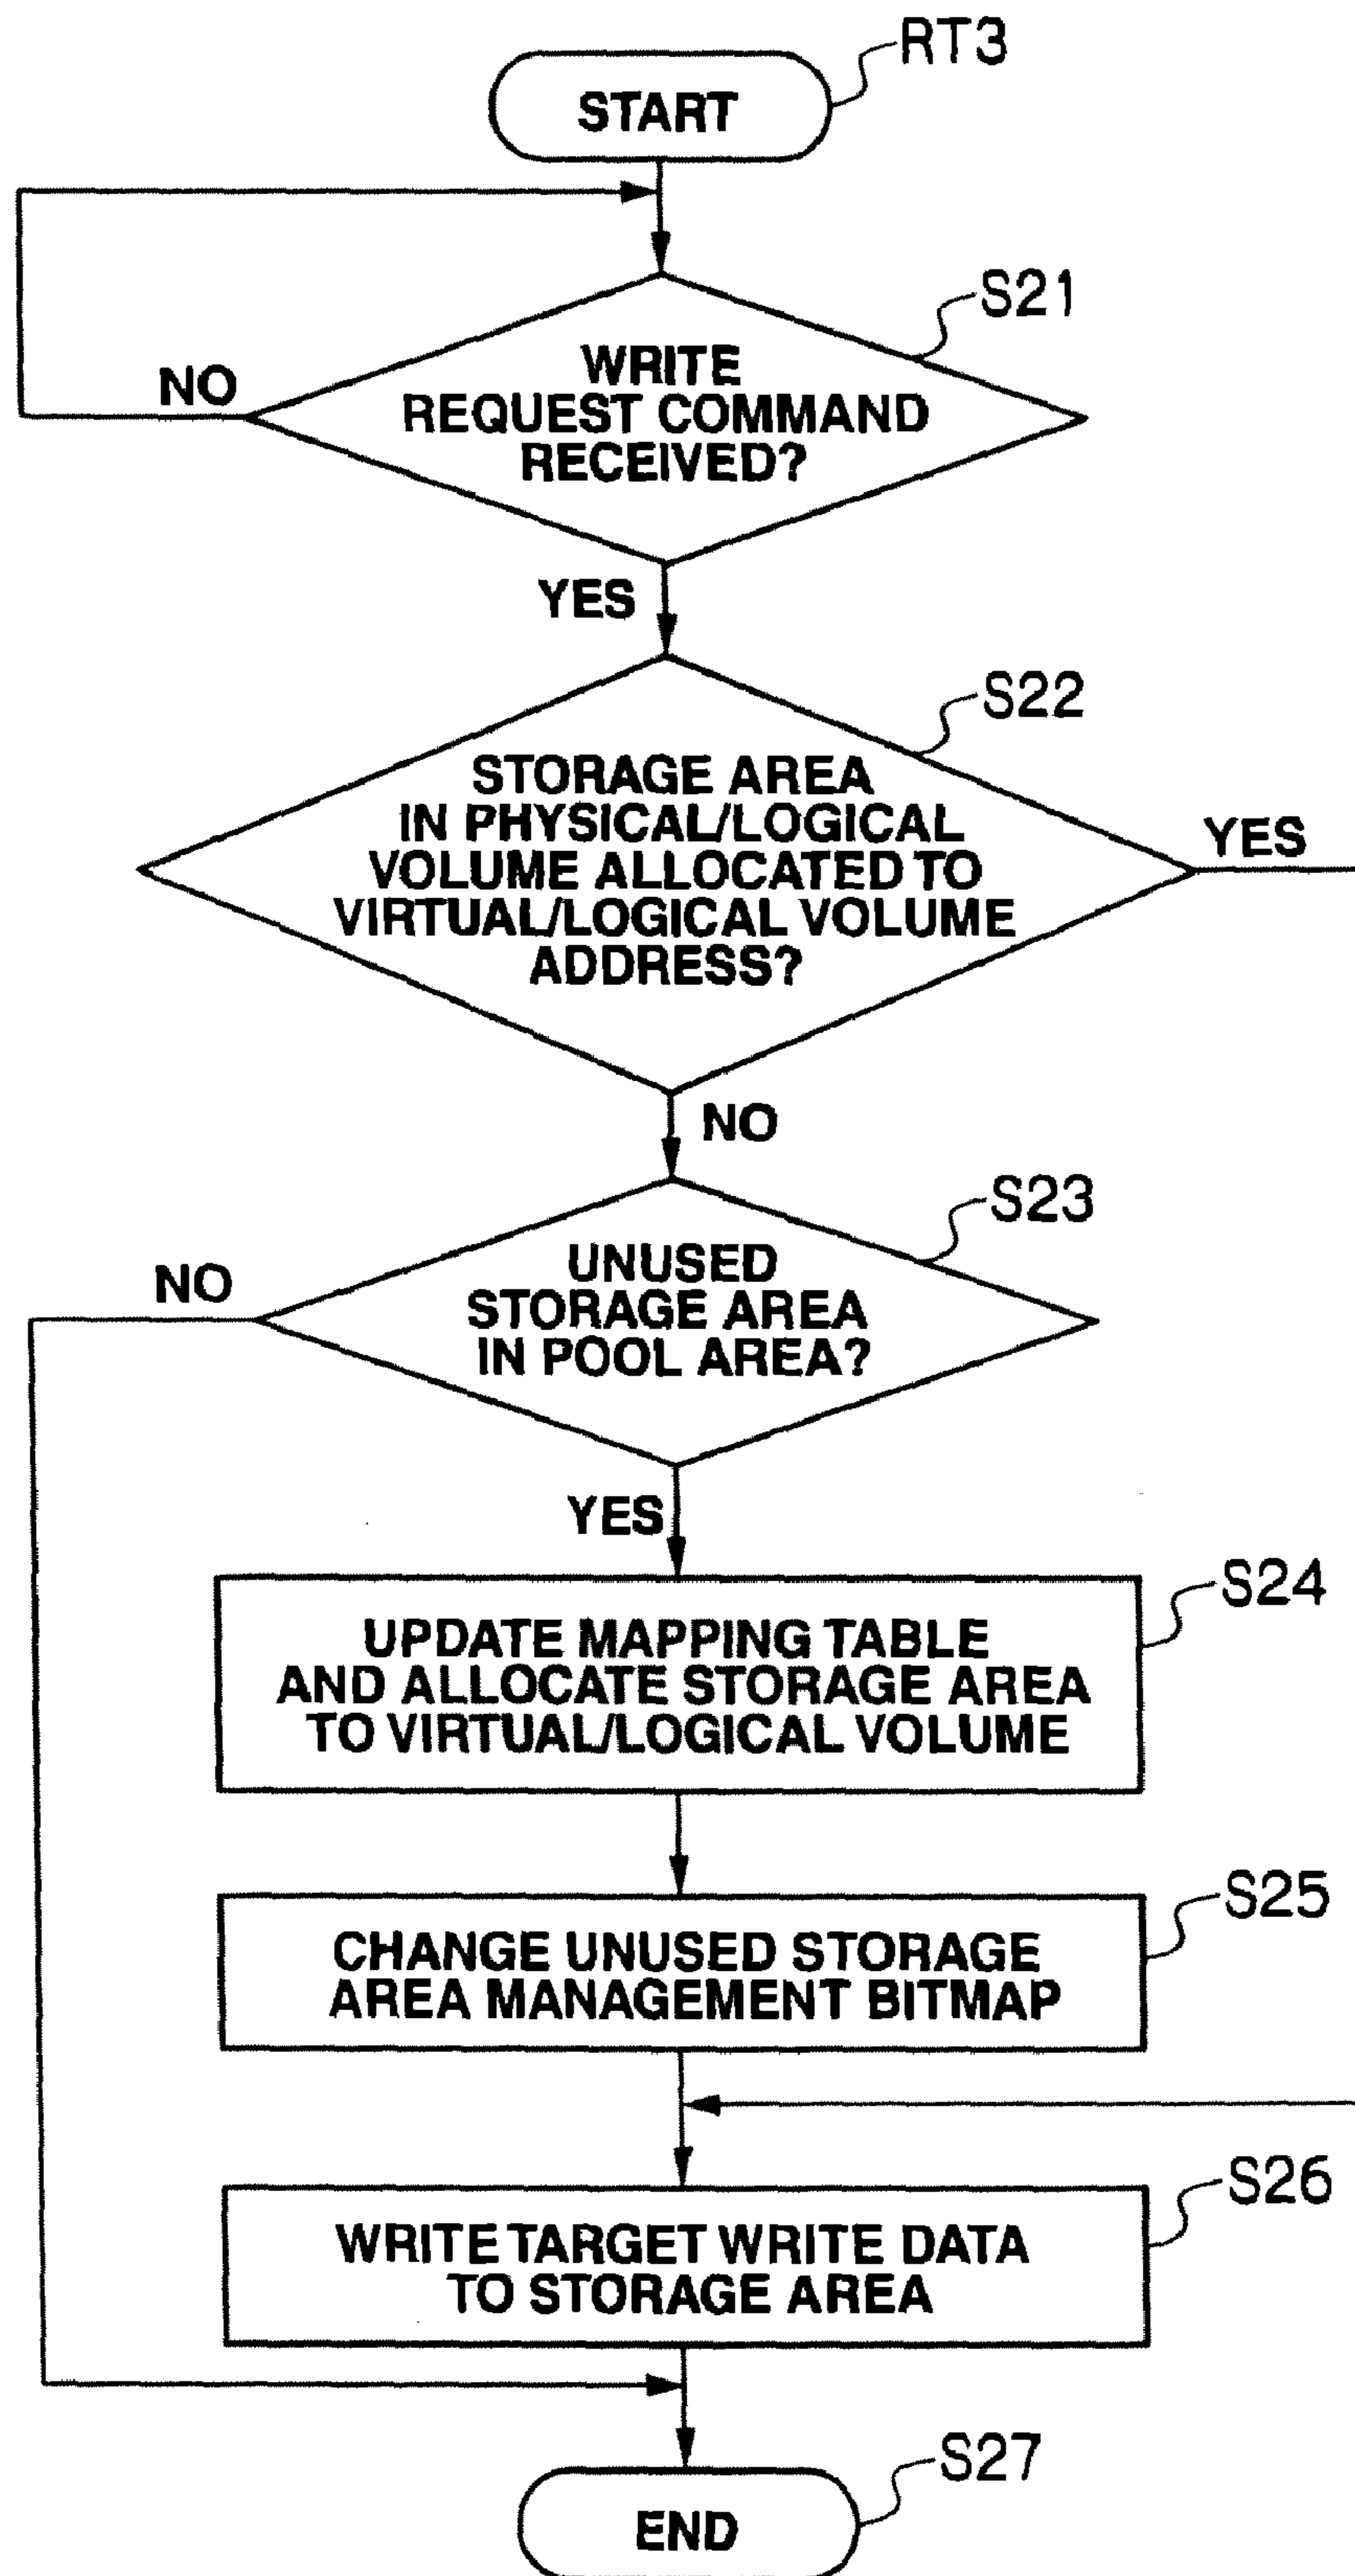 RT3
START
S21
NO
WRITE
REQUEST COMMAND
RECEIVED?
YES
S22
STORAGE AREA
IN PHYSICAL/LOGICAL
VOLUME ALLOCATED TO
VIRTUAL/LOGICAL VOLUME
ADDRESS?
YES
NO
S23
NO
UNUSED
STORAGE AREA
IN POOL AREA?
YES
S24
UPDATE MAPPING TABLE
AND ALLOCATE STORAGE AREA
TO VIRTUAL/LOGICAL VOLUME
S25
CHANGE UNUSED STORAGE
AREA MANAGEMENT BITMAP
S26
WRITE TARGET WRITE DATA
TO STORAGE AREA
S27
END